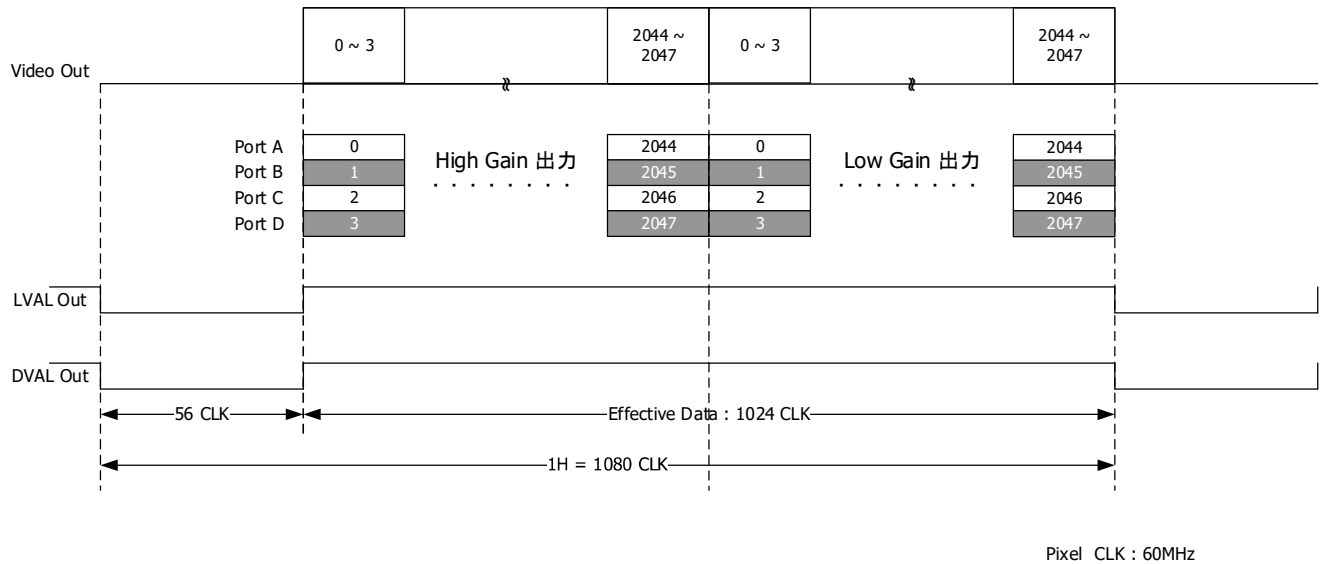 0 ~ 3
2044 ~
2047
0 ~ 3
2044 ~
2047
Video Out
Port A 0 2044 0 2044
Port B 1 2045 1 2045
Port C 2 2046 2 2046
Port D 3 2047 3 2047
High Gain 出力
. . . . . . . .
Low Gain 出力
. . . . . . . .
LVAL Out
DVAL Out
56 CLK
Effective Data : 1024 CLK
1H = 1080 CLK
Pixel CLK : 60MHz